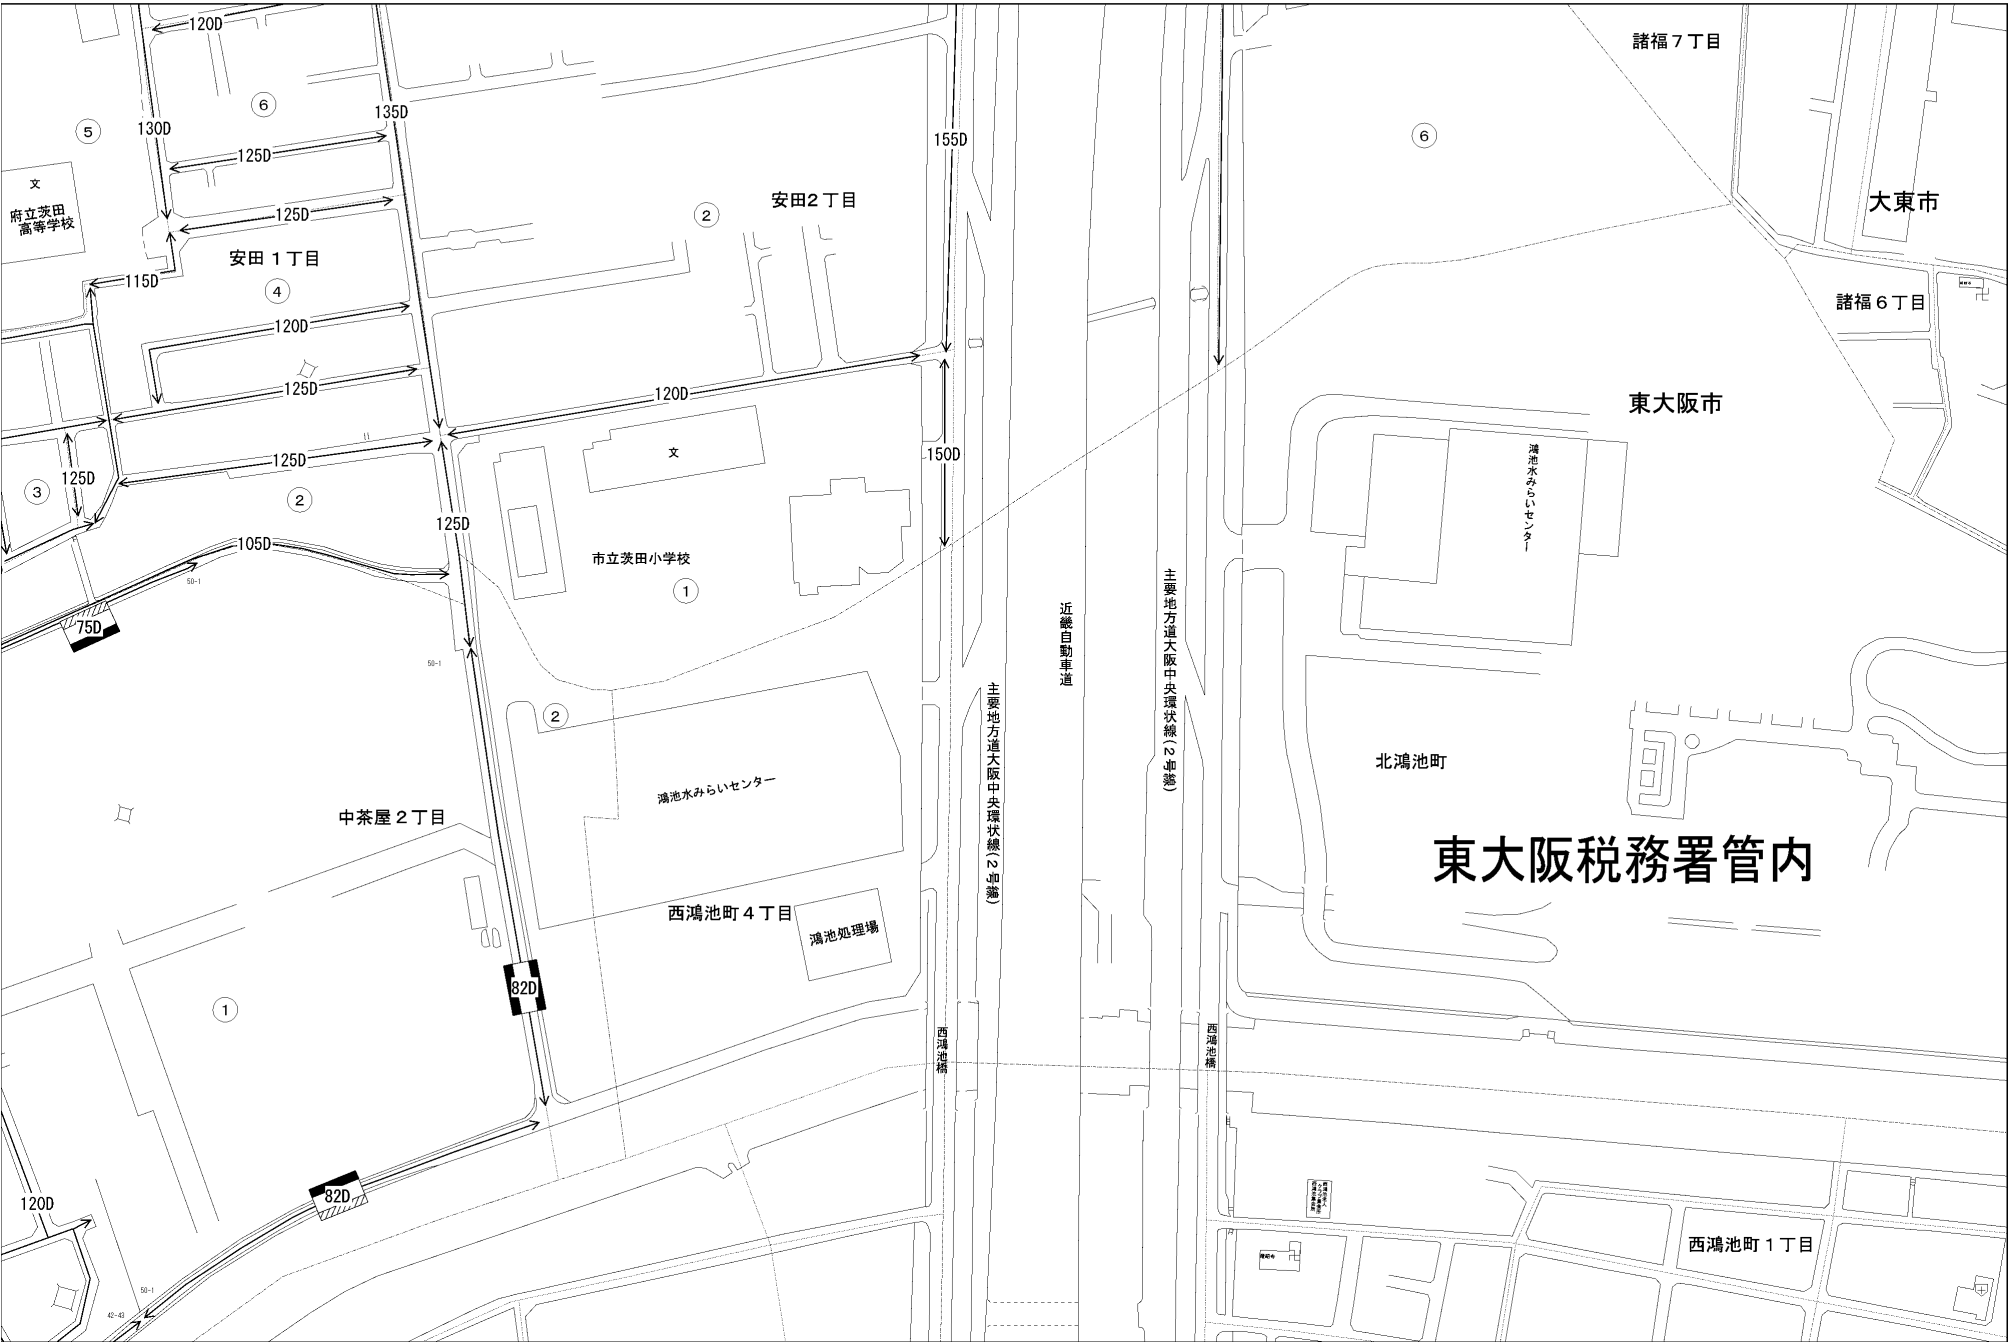 120D
諸福７丁目
⑥
135D
⑤
130D
155D
⑥
125D
文
府立茨田
高等学校
125D
安田２丁目
②
大東市
安田１丁目
115D
④
諸福６丁目
120D
125D
120D
東大阪市
125D
文
150D
125D
③
②
125D
鴻池水みらいセンター
105D
市立茨田小学校
①
50-1
75D
近畿自動車道
主要地方道大阪中央環状線(２号線)
50-1
主要地方道大阪中央環状線(２号線)
②
北鴻池町
鴻池水みらいセンター
中茶屋２丁目
東大阪税務署管内
西鴻池町４丁目
鴻池処理場
82D
①
西鴻池橋
西鴻池橋
82D
120D
西鴻池町１丁目
50-1
42-43